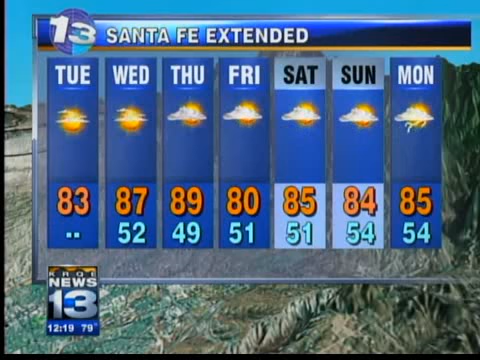 13 SANTA FE EXTENDED
TUE WED THU FRI SAT SUN MON
83 87 89 80 85 84 85
-- 52 49 51 51 54 54
KRQE
NEWS
13
12:19 79°